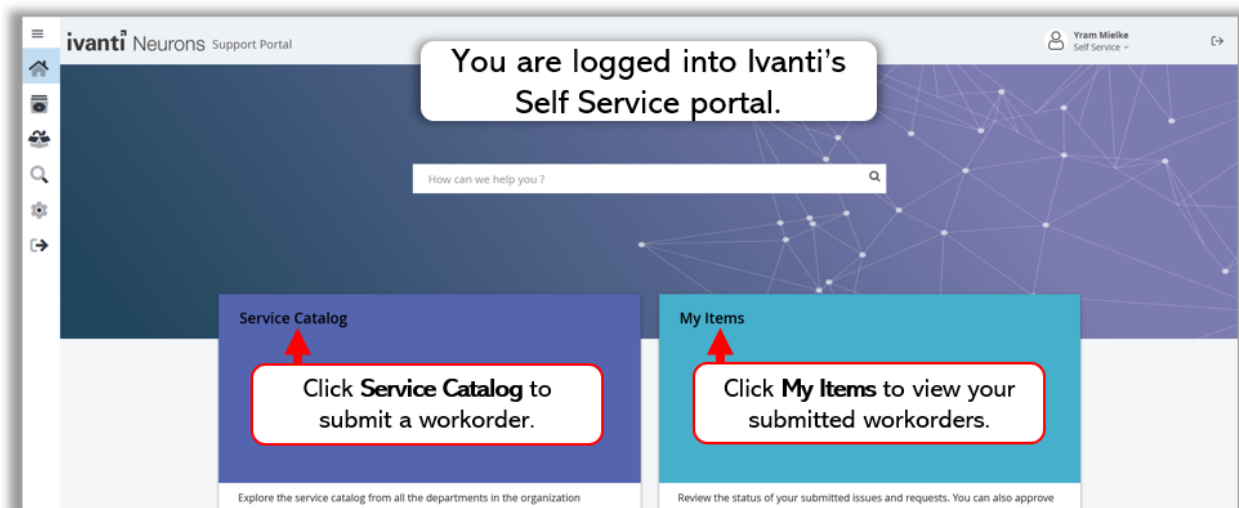 ivanti Neurons Support Portal
Yram Mielke
Self Service
You are logged into Ivanti's
Self Service portal.
How can we help you ?
Service Catalog
Click Service Catalog to
submit a workorder.
Explore the service catalog from all the departments in the organization
My Items
Click My Items to view your
submitted workorders.
Review the status of your submitted issues and requests. You can also approve